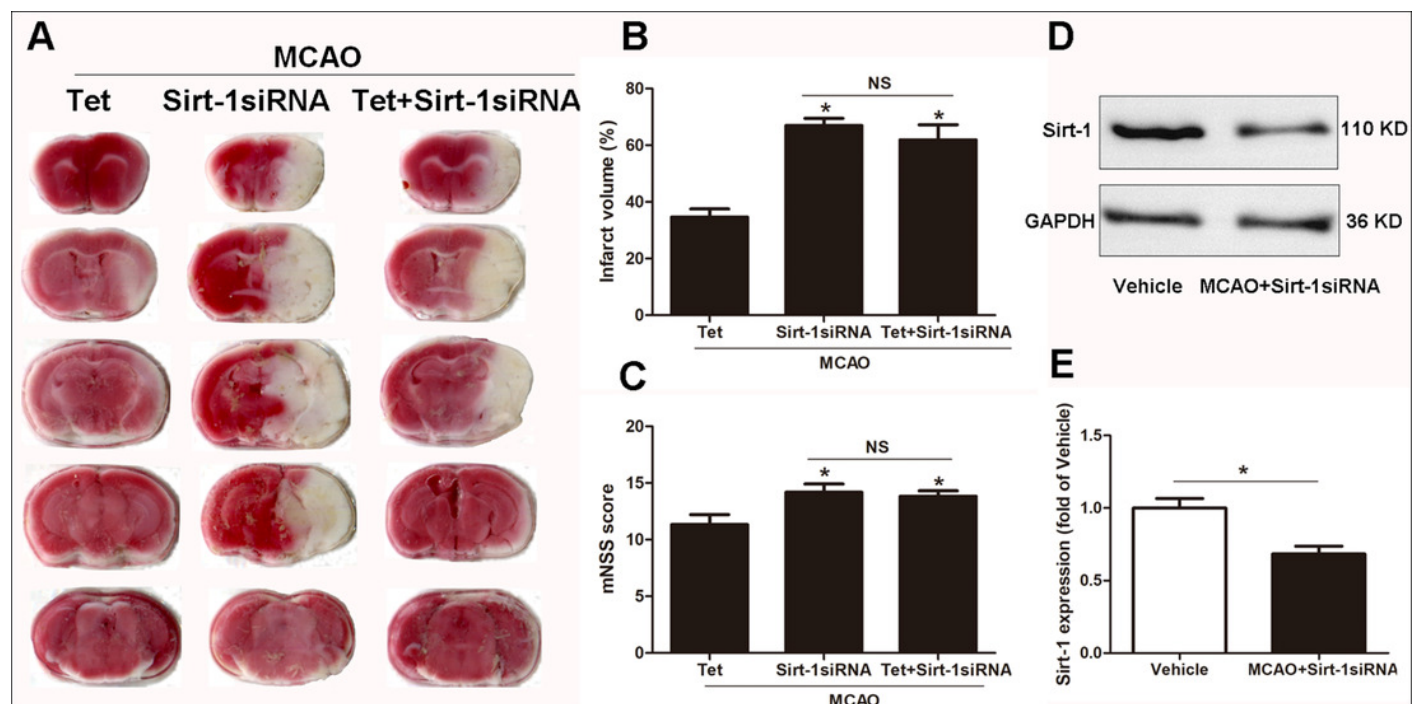 A
MCAO
Tet Sirt-1siRNA Tet+Sirt-1siRNA
B
Infarct volume (%)
80
60
40
20
0
NS
* *
Tet Sirt-1siRNA Tet+Sirt-1siRNA
MCAO
C
mNSS score
20
15
10
5
0
NS
* *
Tet Sirt-1siRNA Tet+Sirt-1siRNA
MCAO
D
Sirt-1 110 KD
GAPDH 36 KD
Vehicle MCAO+Sirt-1siRNA
E
Sirt-1 expression (fold of Vehicle)
1.5
1.0
0.5
0.0
*
Vehicle MCAO+Sirt-1siRNA